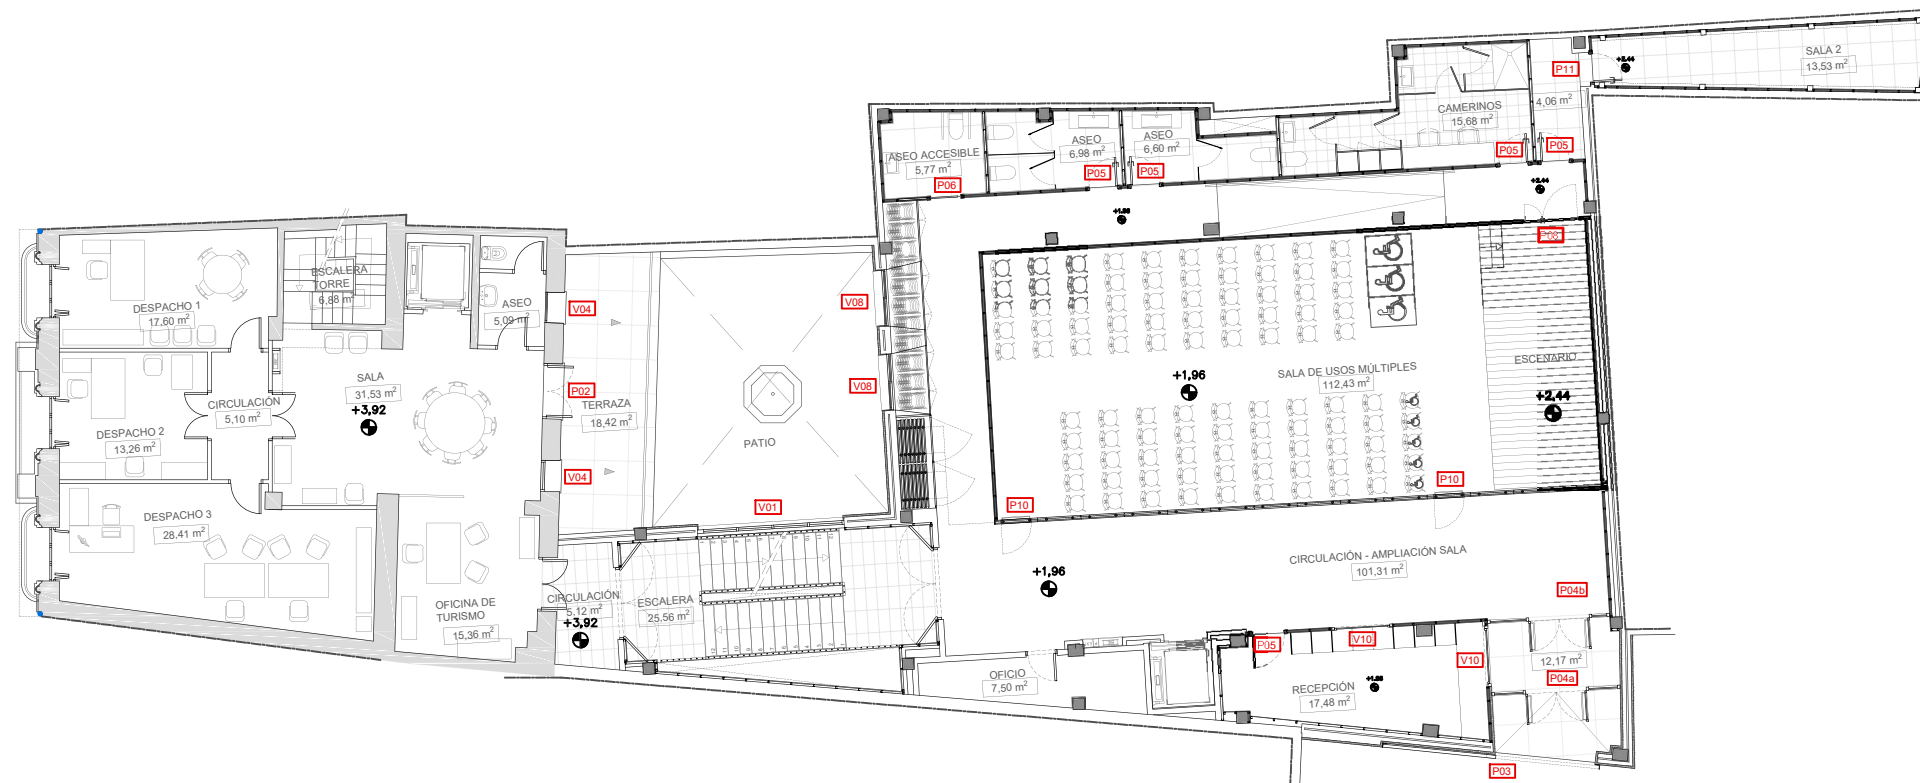 SALA 2
13,53 m²
+2.44
P11
4,06 m²
CAMERINOS
15,68 m²
P05
P05
ASEO
6.98 m²
P05
ASEO
6,60 m²
P05
ASEO ACCESIBLE
5,77 m²
P06
+2.44
ESCALERA
TORRE
6,88 m²
ASEO
5,09 m²
DESPACHO 1
17,60 m²
V04
V08
V08
SALA
31,53 m²
+3,92
CIRCULACIÓN
5,10 m²
DESPACHO 2
13,26 m²
P02
TERRAZA
18,42 m²
PATIO
V04
V01
DESPACHO 3
28,41 m²
OFICINA DE
TURISMO
15,36 m²
CIRCULACIÓN
5,12 m²
+3,92
ESCALERA
25.56 m²
SALA DE USOS MÚLTIPLES
112,43 m²
+1,96
ESCENARIO
+2,44
P10
P10
CIRCULACIÓN - AMPLIACIÓN SALA
101,31 m²
+1,96
P04b
OFICIO
7,50 m²
P05
V10
V10
RECEPCIÓN
17,48 m²
12,17 m²
P04a
P03